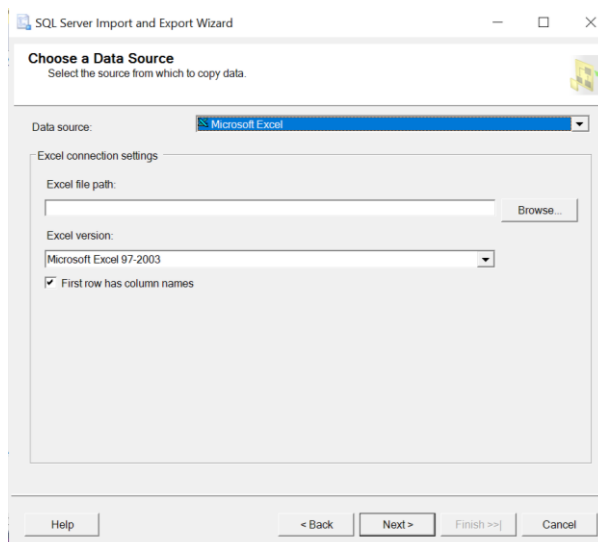 SQL Server Import and Export Wizard
Choose a Data Source
Select the source from which to copy data.
Data source:
Microsoft Excel
Excel connection settings
Excel file path:
Browse...
Excel version:
Microsoft Excel 97-2003
First row has column names
Help
< Back
Next >
Finish >>|
Cancel